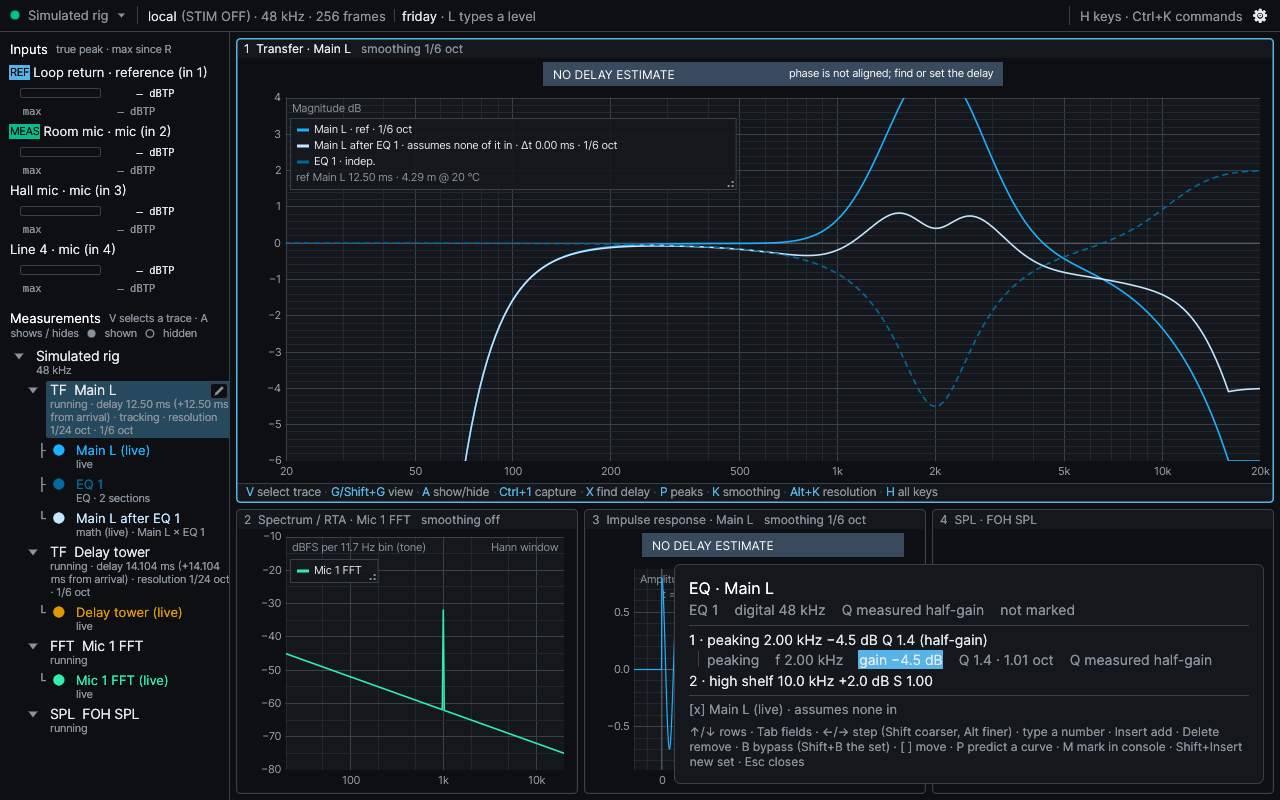 Simulated rig
local (STIM OFF) · 48 kHz · 256 frames
friday · L types a level
H keys · Ctrl+K commands
Inputs true peak · max since R
REF Loop return · reference (in 1)
– dBTP
max – dBTP
MEAS Room mic · mic (in 2)
– dBTP
max – dBTP
Hall mic · mic (in 3)
– dBTP
max – dBTP
Line 4 · mic (in 4)
– dBTP
max – dBTP
Measurements V selects a trace · A
shows / hides shown hidden
Simulated rig
48 kHz
TF Main L
running · delay 12.50 ms (+12.50 ms
from arrival) · tracking · resolution
1/24 oct · 1/6 oct
Main L (live)
live
EQ 1
EQ · 2 sections
Main L after EQ 1
math (live) · Main L × EQ 1
TF Delay tower
running · delay 14.104 ms (+14.104
ms from arrival) · resolution 1/24 oct
· 1/6 oct
Delay tower (live)
live
FFT Mic 1 FFT
running
Mic 1 FFT (live)
live
SPL FOH SPL
running
1 Transfer · Main L smoothing 1/6 oct
NO DELAY ESTIMATE phase is not aligned; find or set the delay
Magnitude dB
Main L · ref · 1/6 oct
Main L after EQ 1 · assumes none of it in · Δt 0.00 ms · 1/6 oct
EQ 1 · indep.
ref Main L 12.50 ms · 4.29 m @ 20 °C
4
3
2
1
0
−1
−2
−3
−4
−5
−6
20 50 100 200 500 1k 2k 5k 10k 20k
V select trace · G/Shift+G view · A show/hide · Ctrl+1 capture · X find delay · P peaks · K smoothing · Alt+K resolution · H all keys
2 Spectrum / RTA · Mic 1 FFT smoothing off
dBFS per 11.7 Hz bin (tone) Hann window
Mic 1 FFT
−10
−20
−30
−40
−50
−60
−70
−80
100 1k 10k
3 Impulse response · Main L smoothing 1/6 oct
NO DELAY ESTIMATE
0.5
0.0
−0.5
0
4 SPL · FOH SPL
EQ · Main L
EQ 1 digital 48 kHz Q measured half-gain not marked
1 · peaking 2.00 kHz −4.5 dB Q 1.4 (half-gain)
peaking f 2.00 kHz gain −4.5 dB Q 1.4 · 1.01 oct Q measured half-gain
2 · high shelf 10.0 kHz +2.0 dB S 1.00
[x] Main L (live) · assumes none in
↑/↓ rows · Tab fields · ←/→ step (Shift coarser, Alt finer) · type a number · Insert add · Delete
remove · B bypass (Shift+B the set) · [ ] move · P predict a curve · M mark in console · Shift+Insert
new set · Esc closes